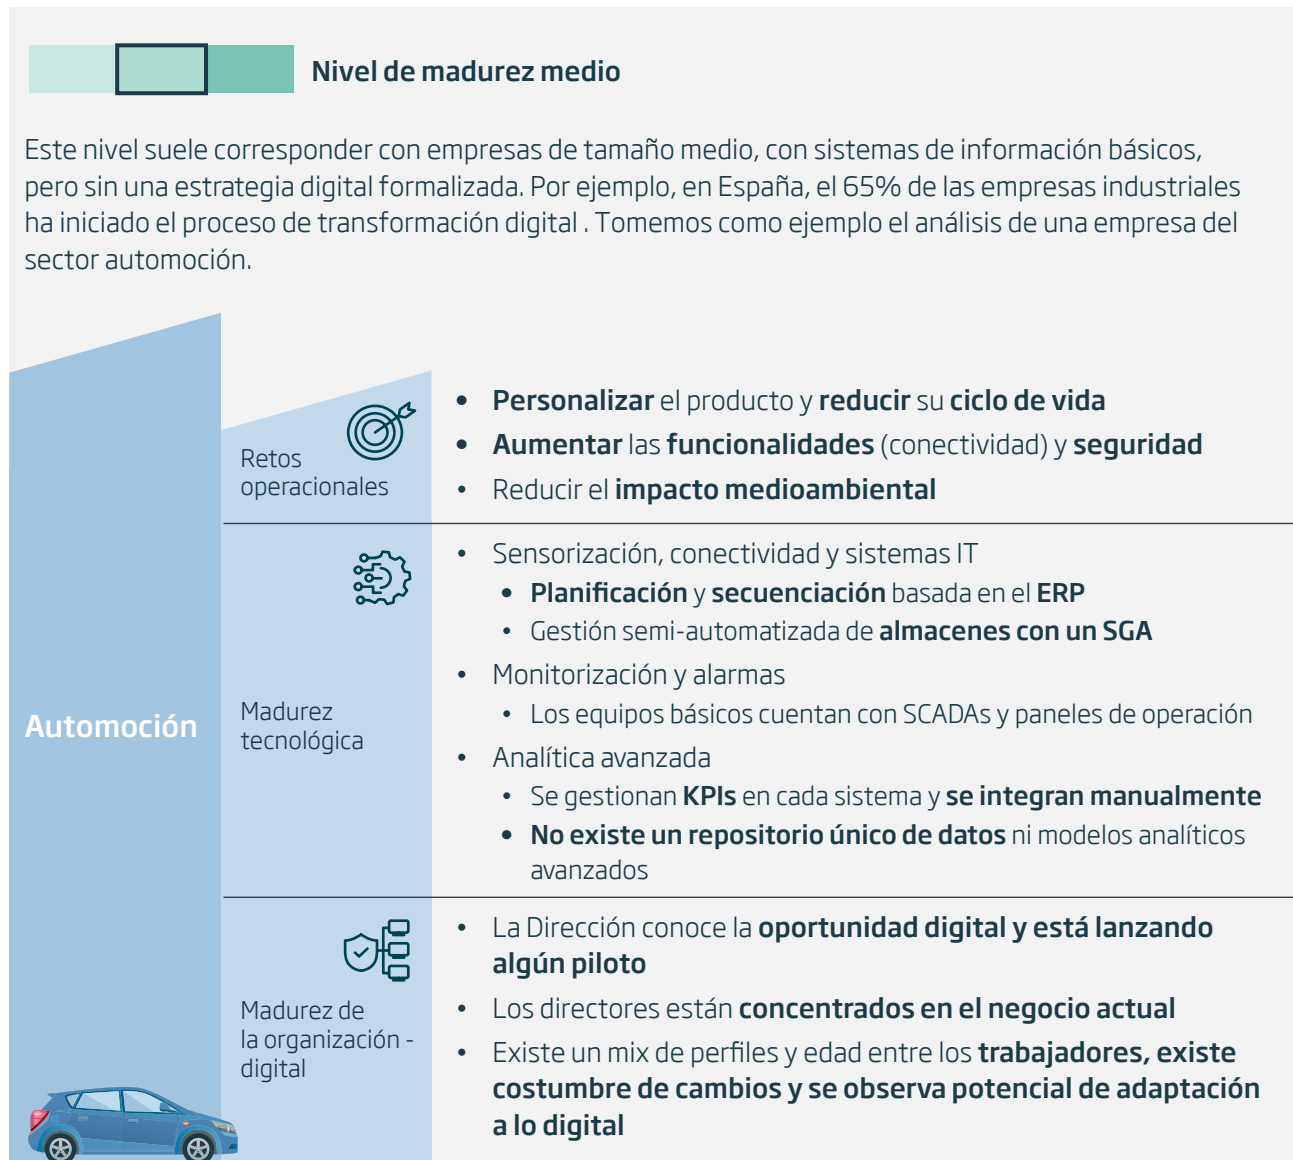 Nivel de madurez medio
Este nivel suele corresponder con empresas de tamaño medio, con sistemas de información básicos,
pero sin una estrategia digital formalizada. Por ejemplo, en España, el 65% de las empresas industriales
ha iniciado el proceso de transformación digital . Tomemos como ejemplo el análisis de una empresa del
sector automoción.
Automoción
Retos
operacionales
• Personalizar el producto y reducir su ciclo de vida
• Aumentar las funcionalidades (conectividad) y seguridad
• Reducir el impacto medioambiental
Madurez
tecnológica
• Sensorización, conectividad y sistemas IT
• Planificación y secuenciación basada en el ERP
• Gestión semi-automatizada de almacenes con un SGA
• Monitorización y alarmas
• Los equipos básicos cuentan con SCADAs y paneles de operación
• Analítica avanzada
• Se gestionan KPIs en cada sistema y se integran manualmente
• No existe un repositorio único de datos ni modelos analíticos
avanzados
Madurez de
la organización -
digital
• La Dirección conoce la oportunidad digital y está lanzando
algún piloto
• Los directores están concentrados en el negocio actual
• Existe un mix de perfiles y edad entre los trabajadores, existe
costumbre de cambios y se observa potencial de adaptación
a lo digital